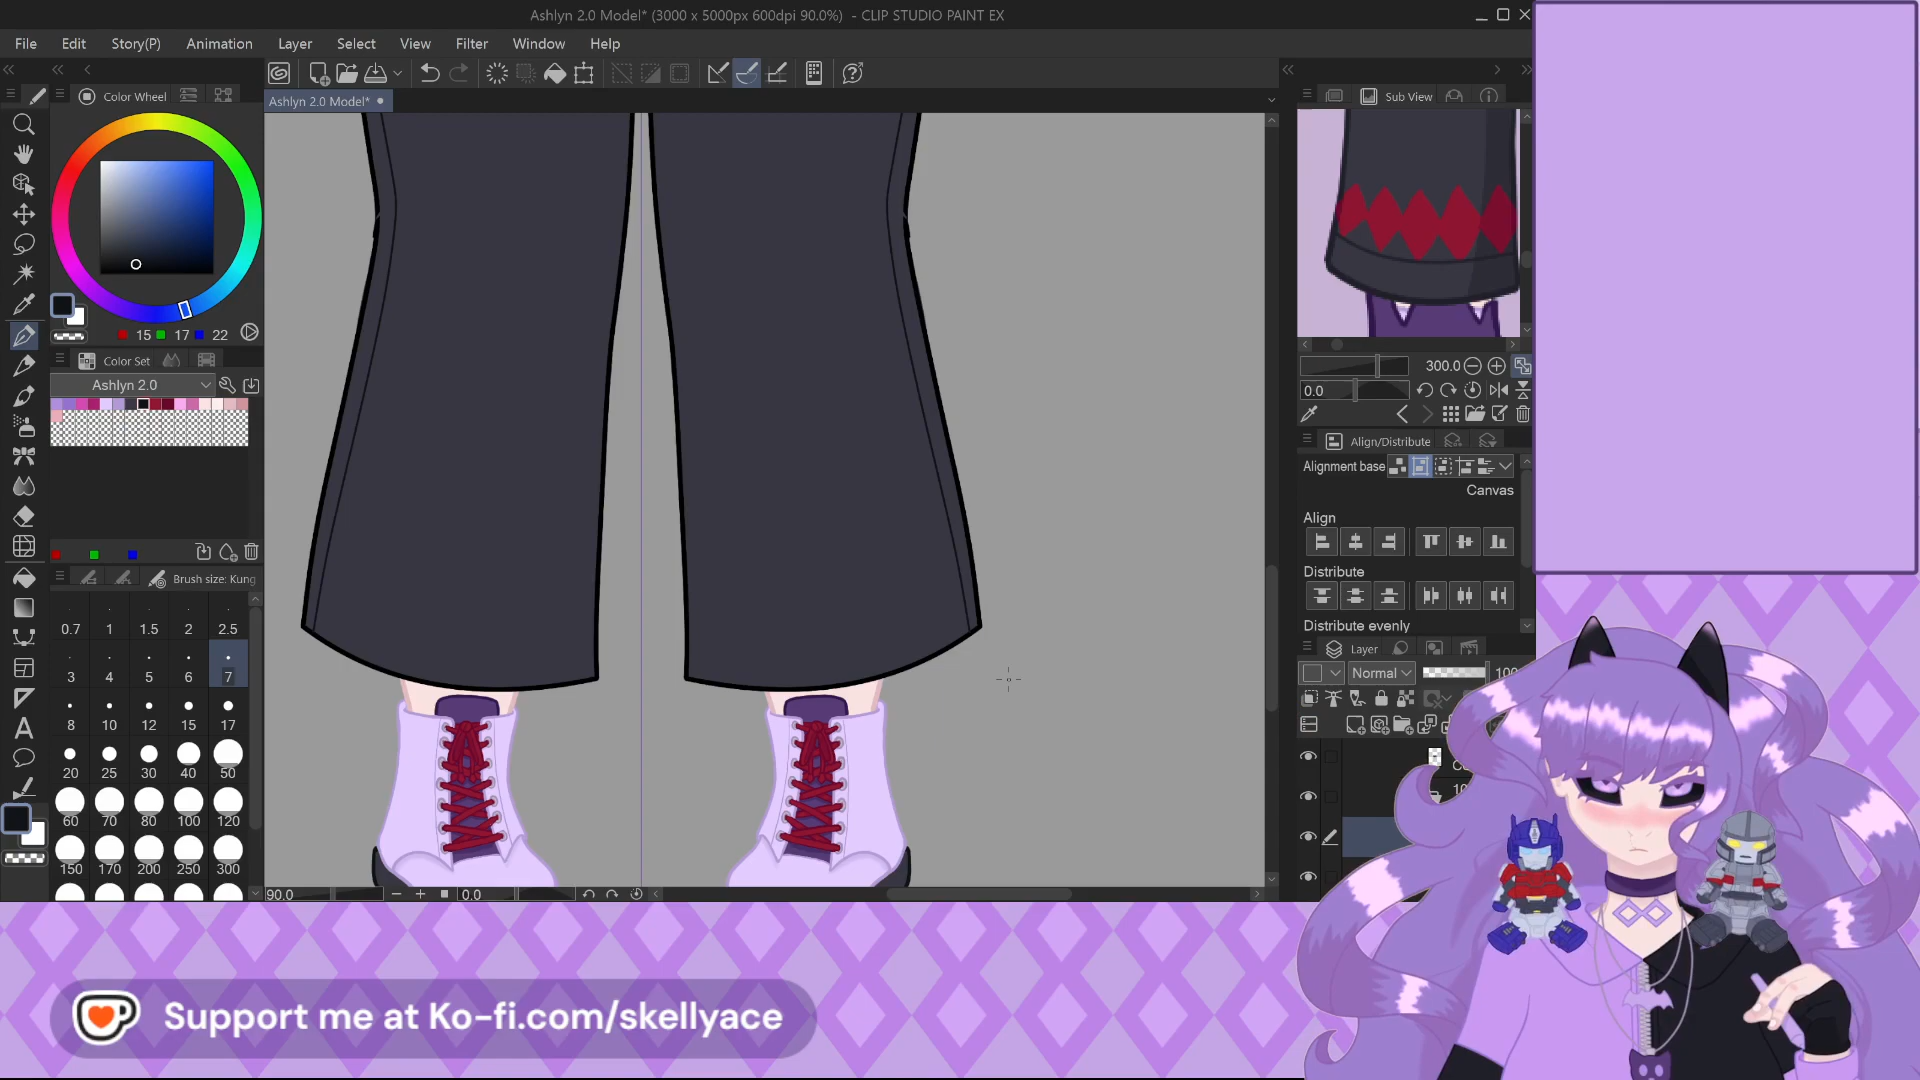 Ashlyn 2.0 Model* (3000 x 5000px 600dpi 90.0%) - CLIP STUDIO PAINT EX
File Edit Story(P) Animation Layer Select View Filter Window Help
Color Wheel
Ashlyn 2.0 Model*
Sub View
15 17 22
Color Set
Ashlyn 2.0
300.0
0.0
Align/Distribute
Alignment base
Canvas
Align
Distribute
Distribute evenly
Brush size: Kung
0.7 1 1.5 2 2.5
3 4 5 6 7
8 10 12 15 17
20 25 30 40 50
60 70 80 100 120
150 170 200 250 300
Layer
Normal
90.0
0.0
Support me at Ko-fi.com/skellyace